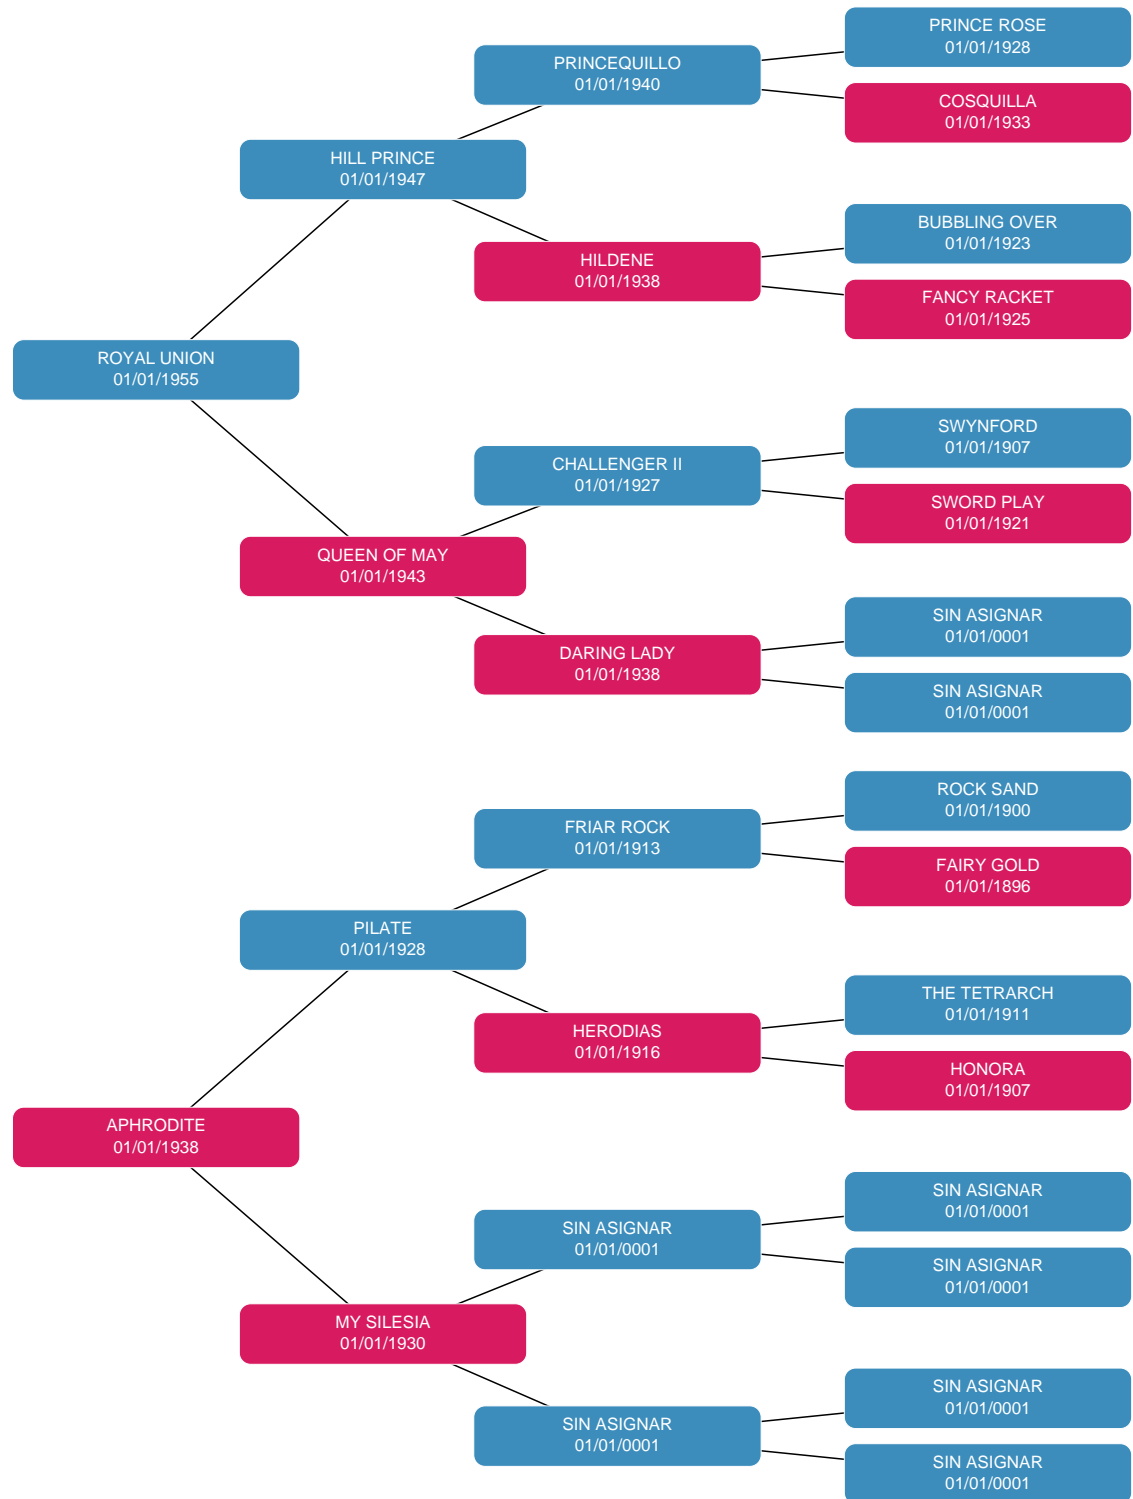 PRINCE ROSE
01/01/1928
PRINCEQUILLO
01/01/1940
COSQUILLA
01/01/1933
HILL PRINCE
01/01/1947
BUBBLING OVER
01/01/1923
HILDENE
01/01/1938
FANCY RACKET
01/01/1925
ROYAL UNION
01/01/1955
SWYNFORD
01/01/1907
CHALLENGER II
01/01/1927
SWORD PLAY
01/01/1921
QUEEN OF MAY
01/01/1943
SIN ASIGNAR
01/01/0001
DARING LADY
01/01/1938
SIN ASIGNAR
01/01/0001
ROCK SAND
01/01/1900
FRIAR ROCK
01/01/1913
FAIRY GOLD
01/01/1896
PILATE
01/01/1928
THE TETRARCH
01/01/1911
HERODIAS
01/01/1916
HONORA
01/01/1907
APHRODITE
01/01/1938
SIN ASIGNAR
01/01/0001
SIN ASIGNAR
01/01/0001
SIN ASIGNAR
01/01/0001
MY SILESIA
01/01/1930
SIN ASIGNAR
01/01/0001
SIN ASIGNAR
01/01/0001
SIN ASIGNAR
01/01/0001